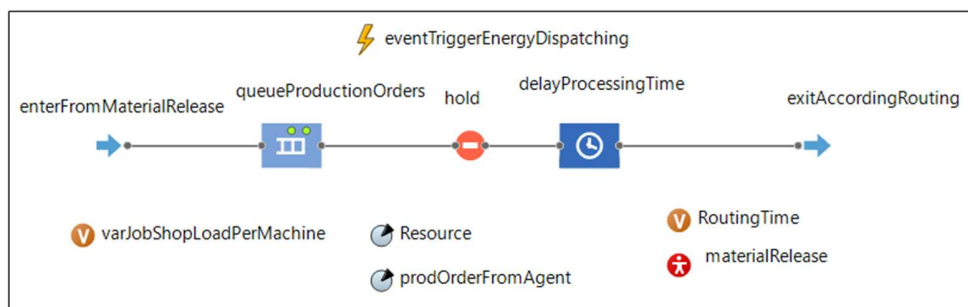 eventTriggerEnergyDispatching
enterFromMaterialRelease
queueProductionOrders
hold
delayProcessingTime
exitAccordingRouting
V varJobShopLoadPerMachine
Resource
V RoutingTime
prodOrderFromAgent
materialRelease